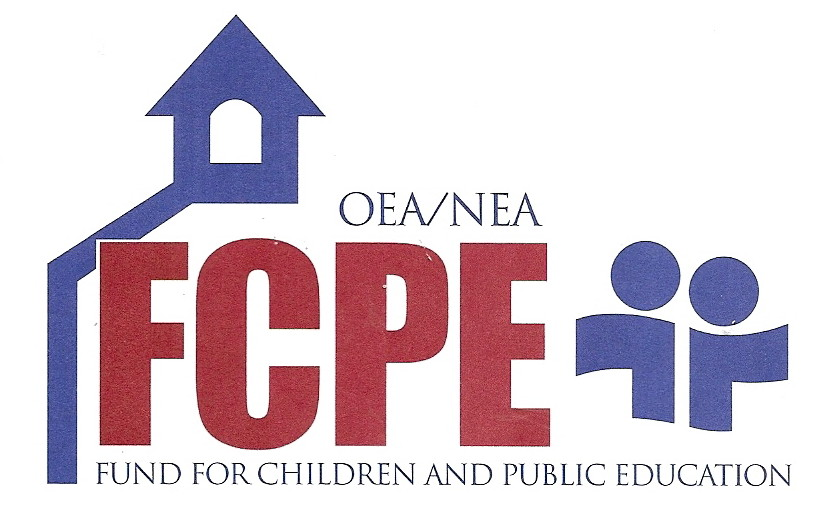 OEA/NEA
FCPE
FUND FOR CHILDREN AND PUBLIC EDUCATION